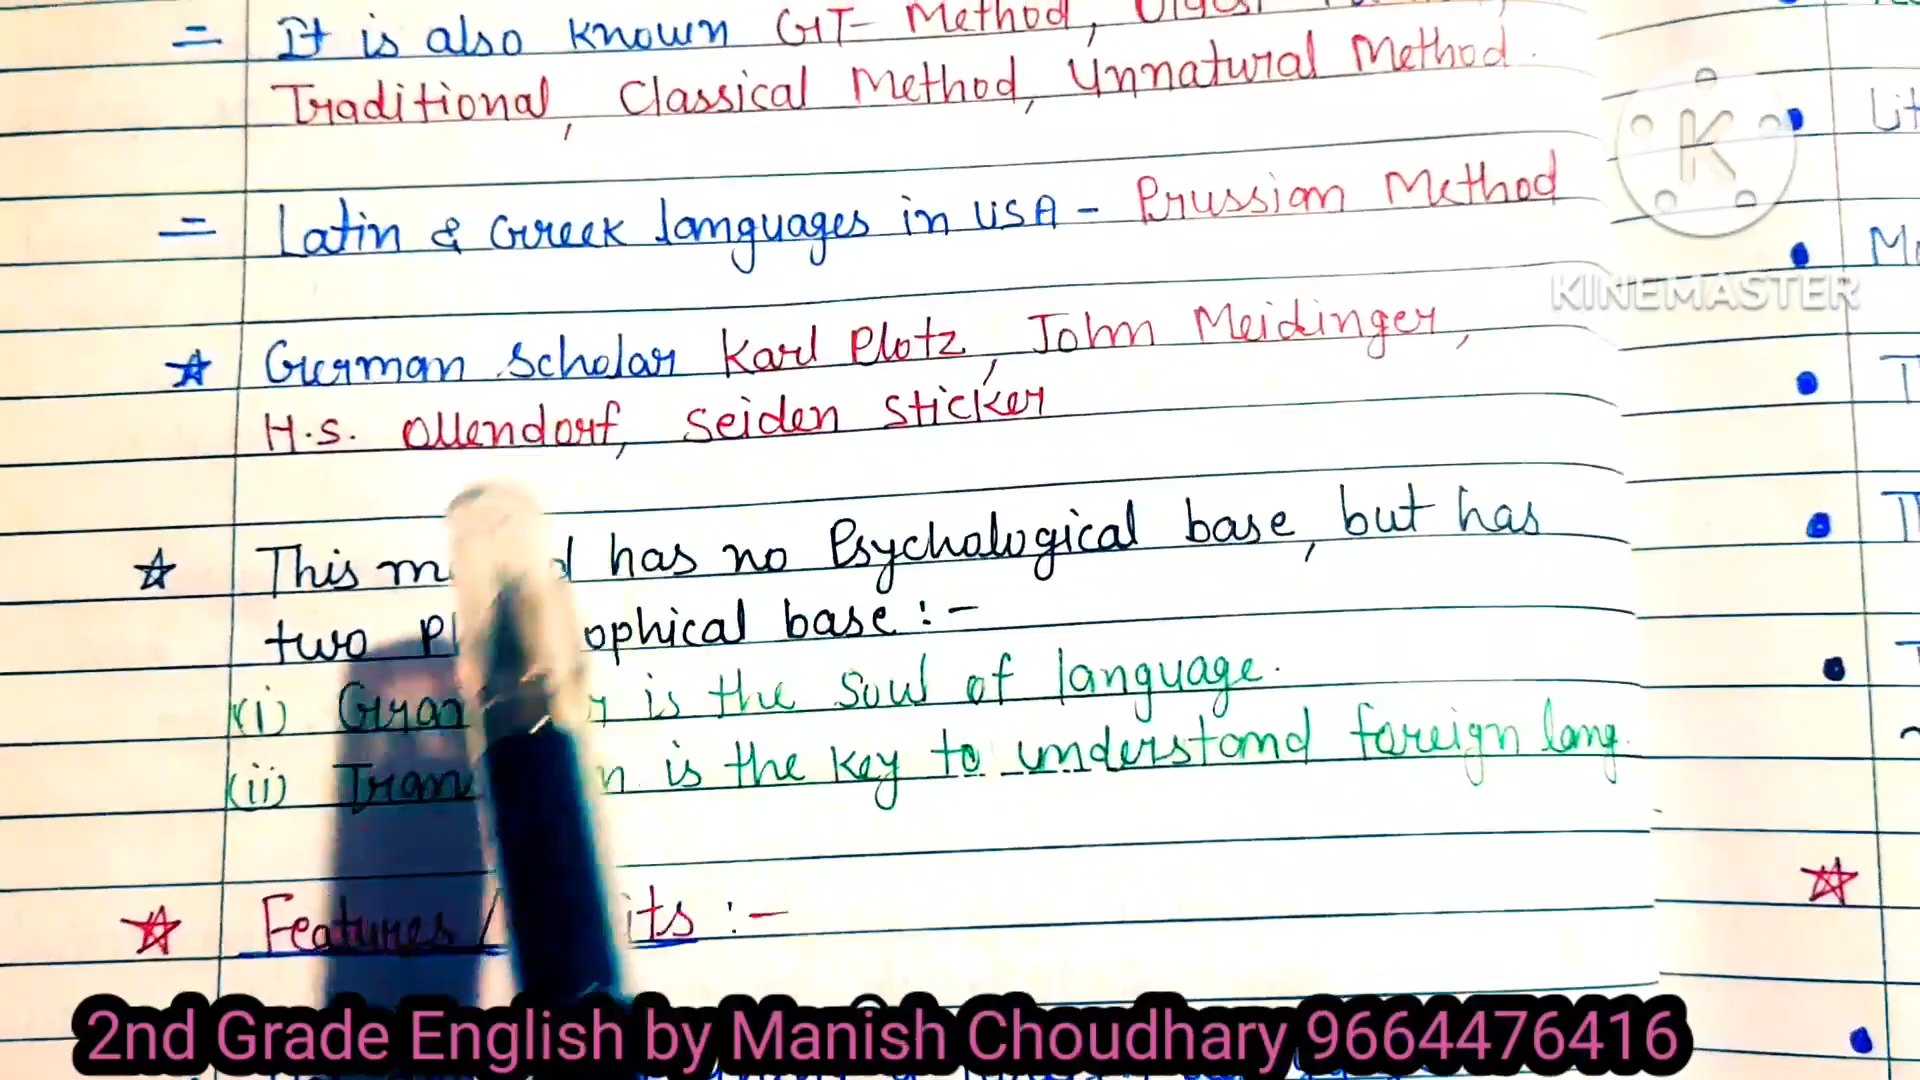 = It is also known GT- Method,
Traditional, Classical Method, Unnatural Method.
= Latin & Greek languages in USA - Prussian Method
German scholar Karl Plotz, John Meidinger,
H.S. Ollendorf, Seiden Sticker
This has no Psychological base, but has
two base :-
(i) is the Soul of language.
(ii) is the key to understand foreign lang.
Features / :-
KINEMASTER
2nd Grade English by Manish Choudhary 9664476416